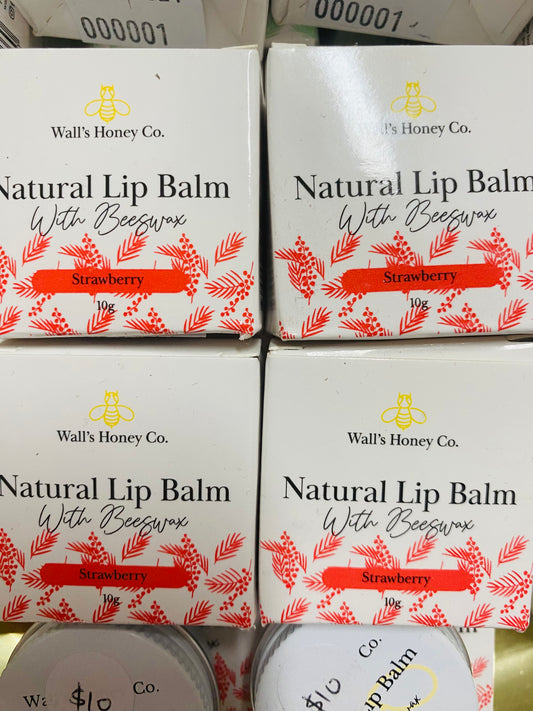 000001
000001
Wall's Honey Co.
Natural Lip Balm
With Beeswax
Strawberry
10g
Wall's Honey Co.
Natural Lip Balm
With Beeswax
Strawberry
10g
Wall's Honey Co.
Natural Lip Balm
With Beeswax
Strawberry
10g
Wall's Honey Co.
Natural Lip Balm
With Beeswax
Strawberry
10g
Co.
$10
Co.
Balm
$10